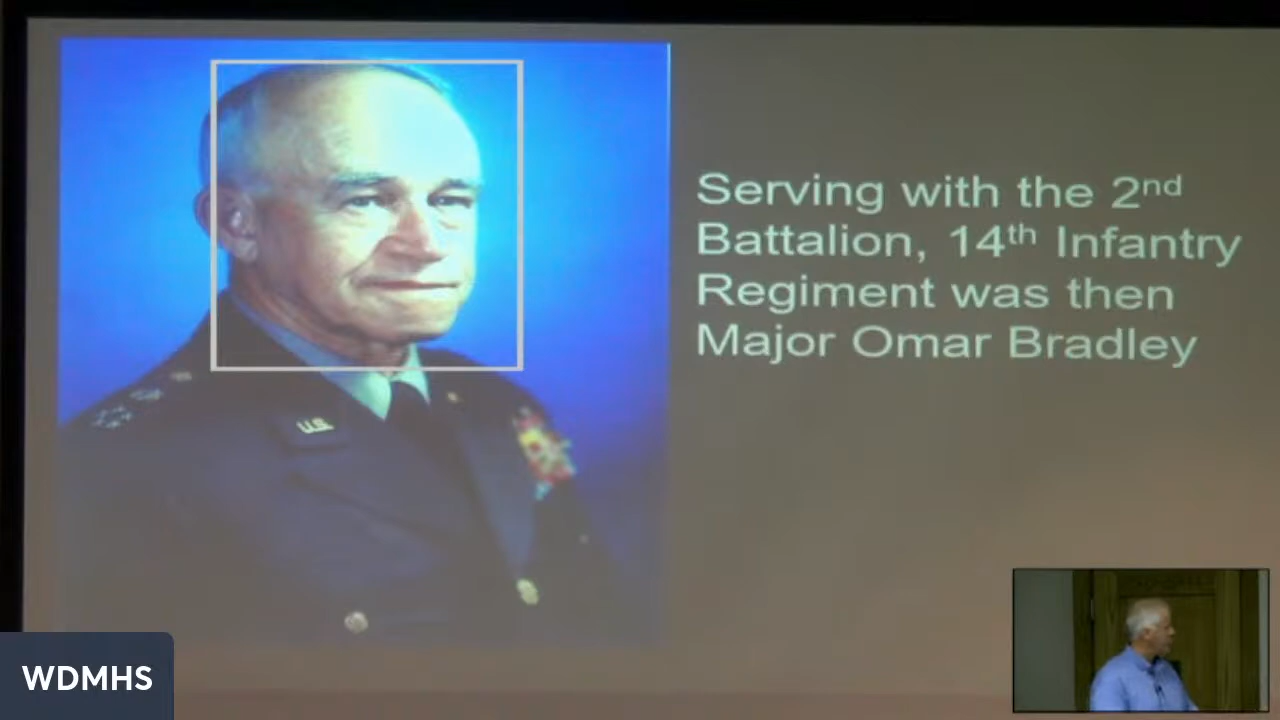 Serving with the 2nd
Battalion, 14th Infantry
Regiment was then
Major Omar Bradley
U.S.
WDMHS